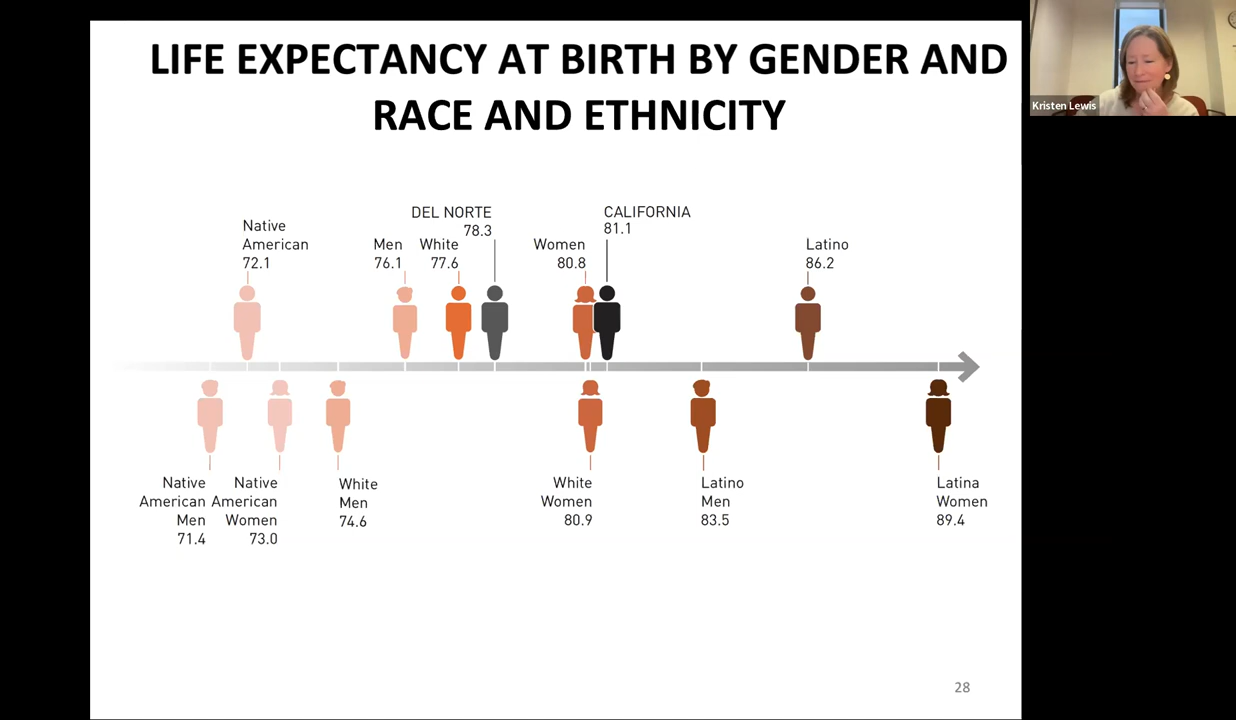 LIFE EXPECTANCY AT BIRTH BY GENDER AND
RACE AND ETHNICITY
Kristen Lewis
Native
American
72.1
Men
76.1
White
77.6
DEL NORTE
78.3
Women
80.8
CALIFORNIA
81.1
Latino
86.2
Native
American
Men
71.4
Native
American
Women
73.0
White
Men
74.6
White
Women
80.9
Latino
Men
83.5
Latina
Women
89.4
28